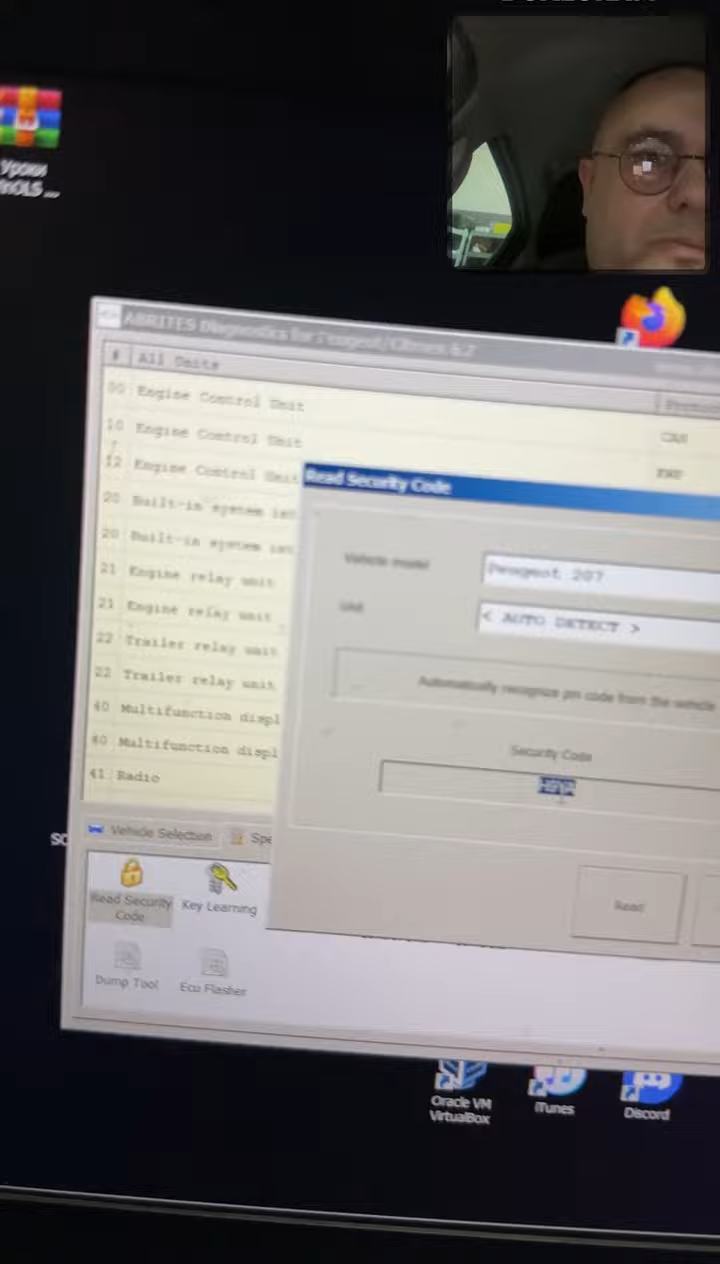 Уроки
ABRITES Diagnostics for Peugeot/Citroen
# All Units
00 Engine Control Unit
10 Engine Control Unit
CAN
12 Engine Control Unit
Read Security Code
20 Built-in system
20 Built-in system
Vehicle model
Peugeot 207
21 Engine relay unit
Unit
< AUTO DETECT >
21 Engine relay unit
22 Trailer relay unit
Automatically recognize pin code from the vehicle
22 Trailer relay unit
40 Multifunction displ
Security Code
40 Multifunction displ
41 Radio
Vehicle Selection
Spe
Read Security
Code
Key Learning
Read
Dump Tool
Ecu Flasher
Oracle VM
VirtualBox
iTunes
Discord